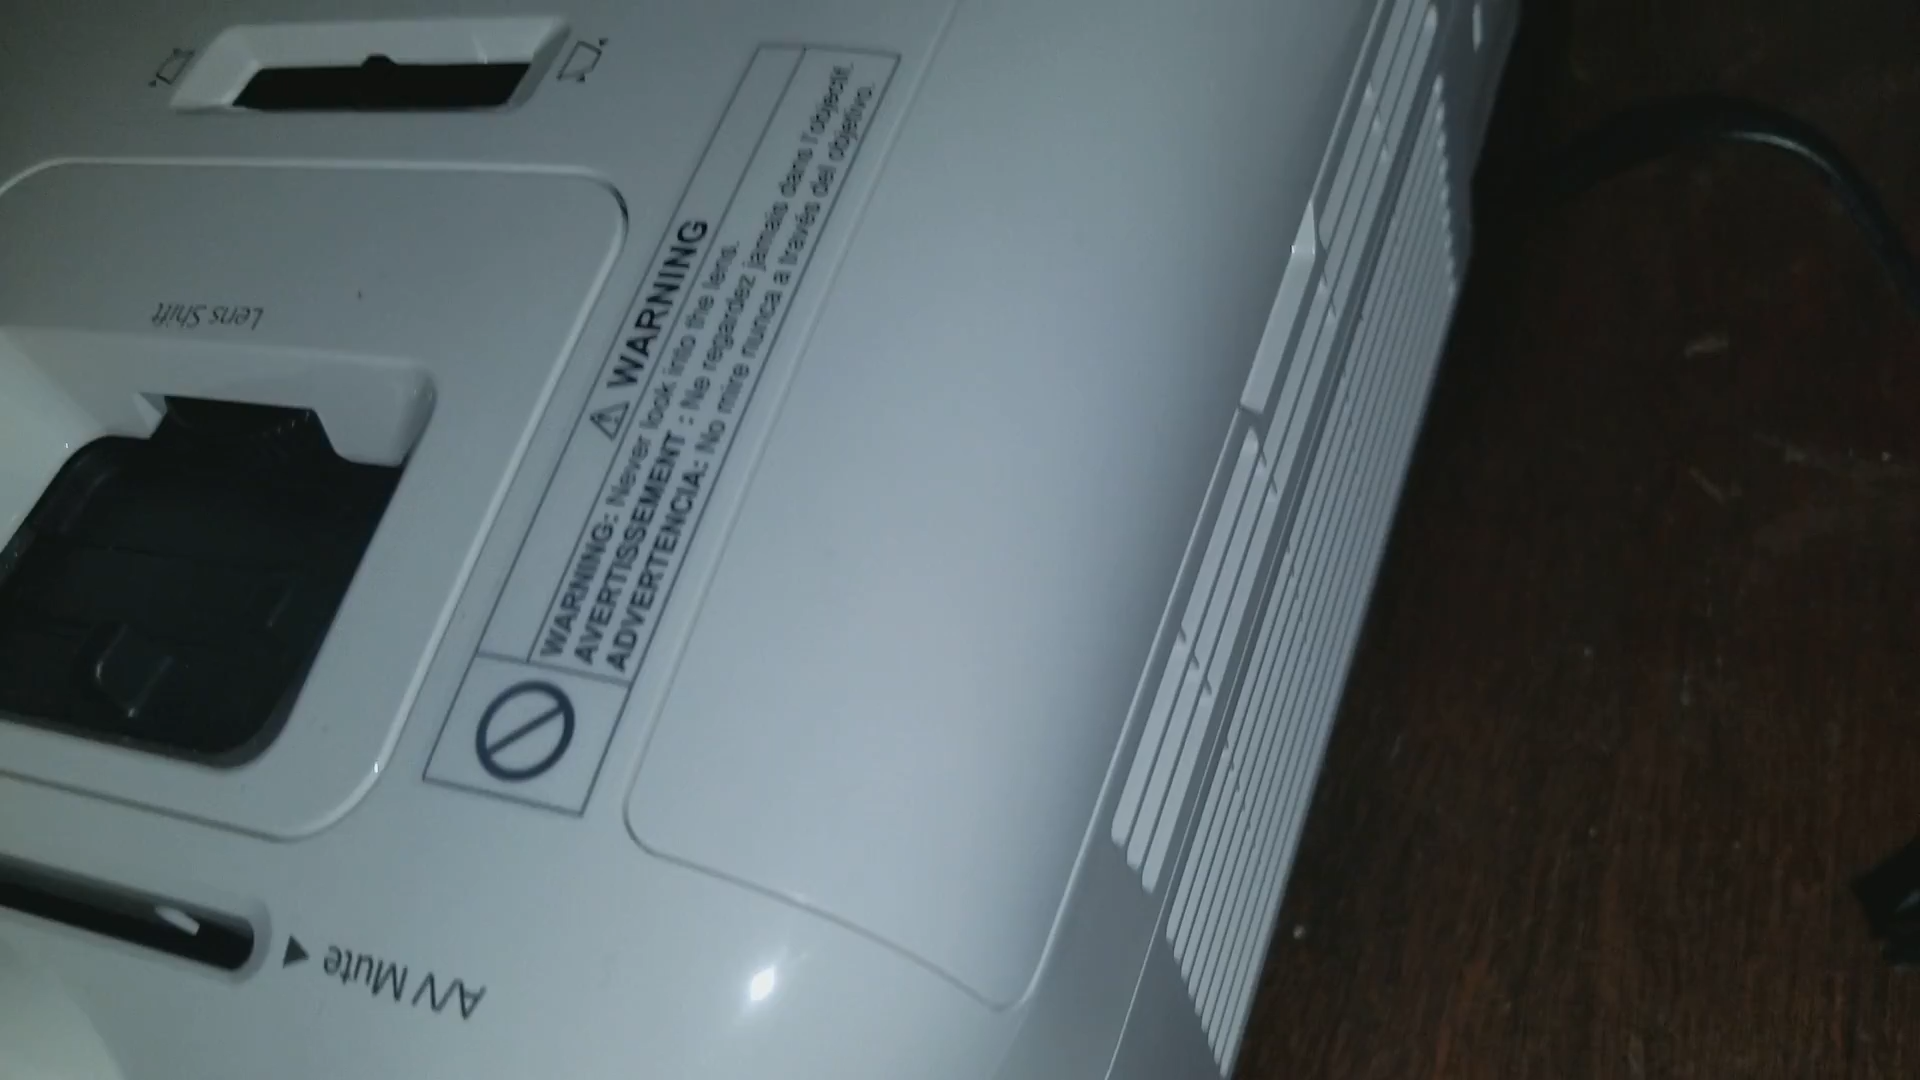 Lens Shift
⚠ WARNING
WARNING: Never look into the lens.
AVERTISSEMENT : Ne regardez jamais dans l'objectif.
ADVERTENCIA: No mire nunca a través del objetivo.
A/V Mute